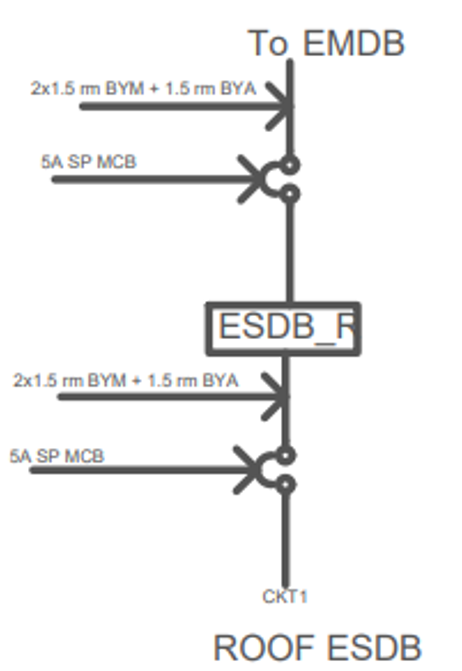 To EMDB
2x1.5 rm BYM + 1.5 rm BYA
5A SP MCB
ESDB_R
2x1.5 rm BYM + 1.5 rm BYA
5A SP MCB
CKT1
ROOF ESDB